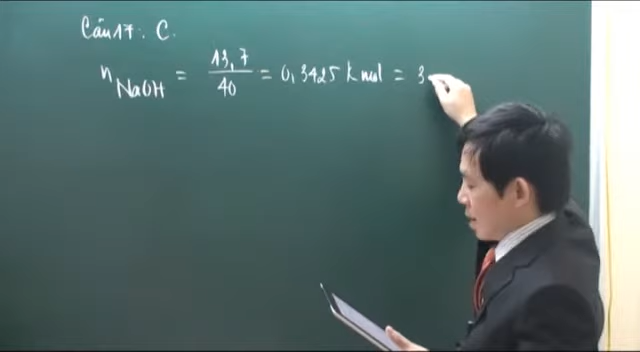 Câu 17: C.
n NaOH = 13,7 / 40 = 0,3425 kmol = 3